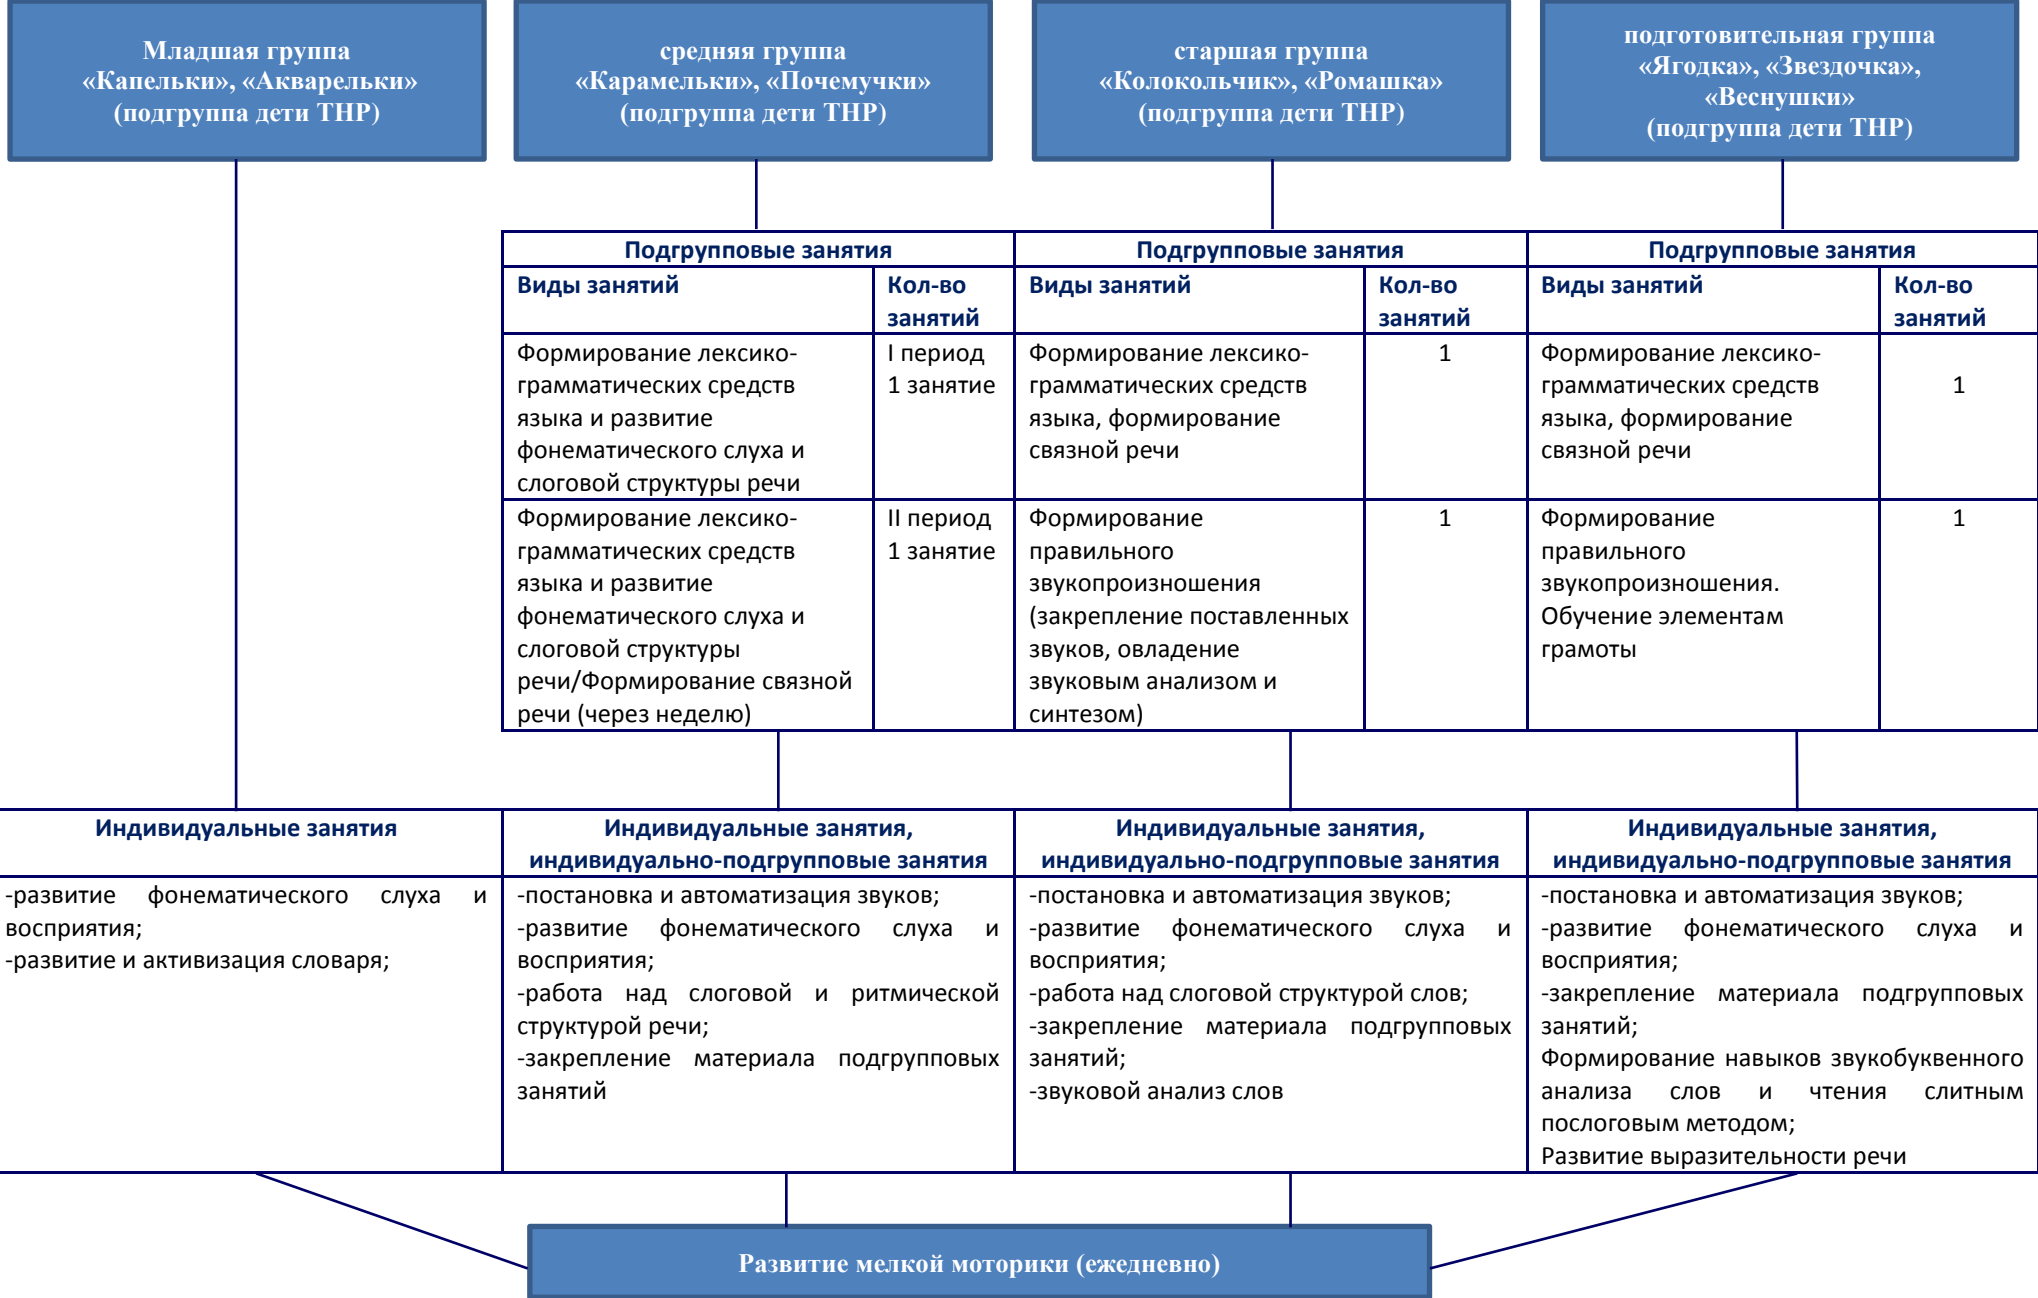 Младшая группа
«Капельки», «Акварельки»
(подгруппа дети ТНР)
средняя группа
«Карамельки», «Почемучки»
(подгруппа дети ТНР)
старшая группа
«Колокольчик», «Ромашка»
(подгруппа дети ТНР)
подготовительная группа
«Ягодка», «Звездочка»,
«Веснушки»
(подгруппа дети ТНР)
Подгрупповые занятия
Виды занятий
Кол-во
занятий
Формирование лексико-
грамматических средств
языка и развитие
фонематического слуха и
слоговой структуры речи
I период
1 занятие
Формирование лексико-
грамматических средств
языка и развитие
фонематического слуха и
слоговой структуры
речи/Формирование связной
речи (через неделю)
II период
1 занятие
Подгрупповые занятия
Виды занятий
Кол-во
занятий
Формирование лексико-
грамматических средств
языка, формирование
связной речи
1
Формирование
правильного
звукопроизношения
(закрепление поставленных
звуков, овладение
звуковым анализом и
синтезом)
1
Подгрупповые занятия
Виды занятий
Кол-во
занятий
Формирование лексико-
грамматических средств
языка, формирование
связной речи
1
Формирование
правильного
звукопроизношения.
Обучение элементам
грамоты
1
Индивидуальные занятия
-развитие фонематического слуха и
восприятия;
-развитие и активизация словаря;
Индивидуальные занятия,
индивидуально-подгрупповые занятия
-постановка и автоматизация звуков;
-развитие фонематического слуха и
восприятия;
-работа над слоговой и ритмической
структурой речи;
-закрепление материала подгрупповых
занятий
Индивидуальные занятия,
индивидуально-подгрупповые занятия
-постановка и автоматизация звуков;
-развитие фонематического слуха и
восприятия;
-работа над слоговой структурой слов;
-закрепление материала подгрупповых
занятий;
-звуковой анализ слов
Индивидуальные занятия,
индивидуально-подгрупповые занятия
-постановка и автоматизация звуков;
-развитие фонематического слуха и
восприятия;
-закрепление материала подгрупповых
занятий;
Формирование навыков звукобуквенного
анализа слов и чтения слитным
послоговым методом;
Развитие выразительности речи
Развитие мелкой моторики (ежедневно)